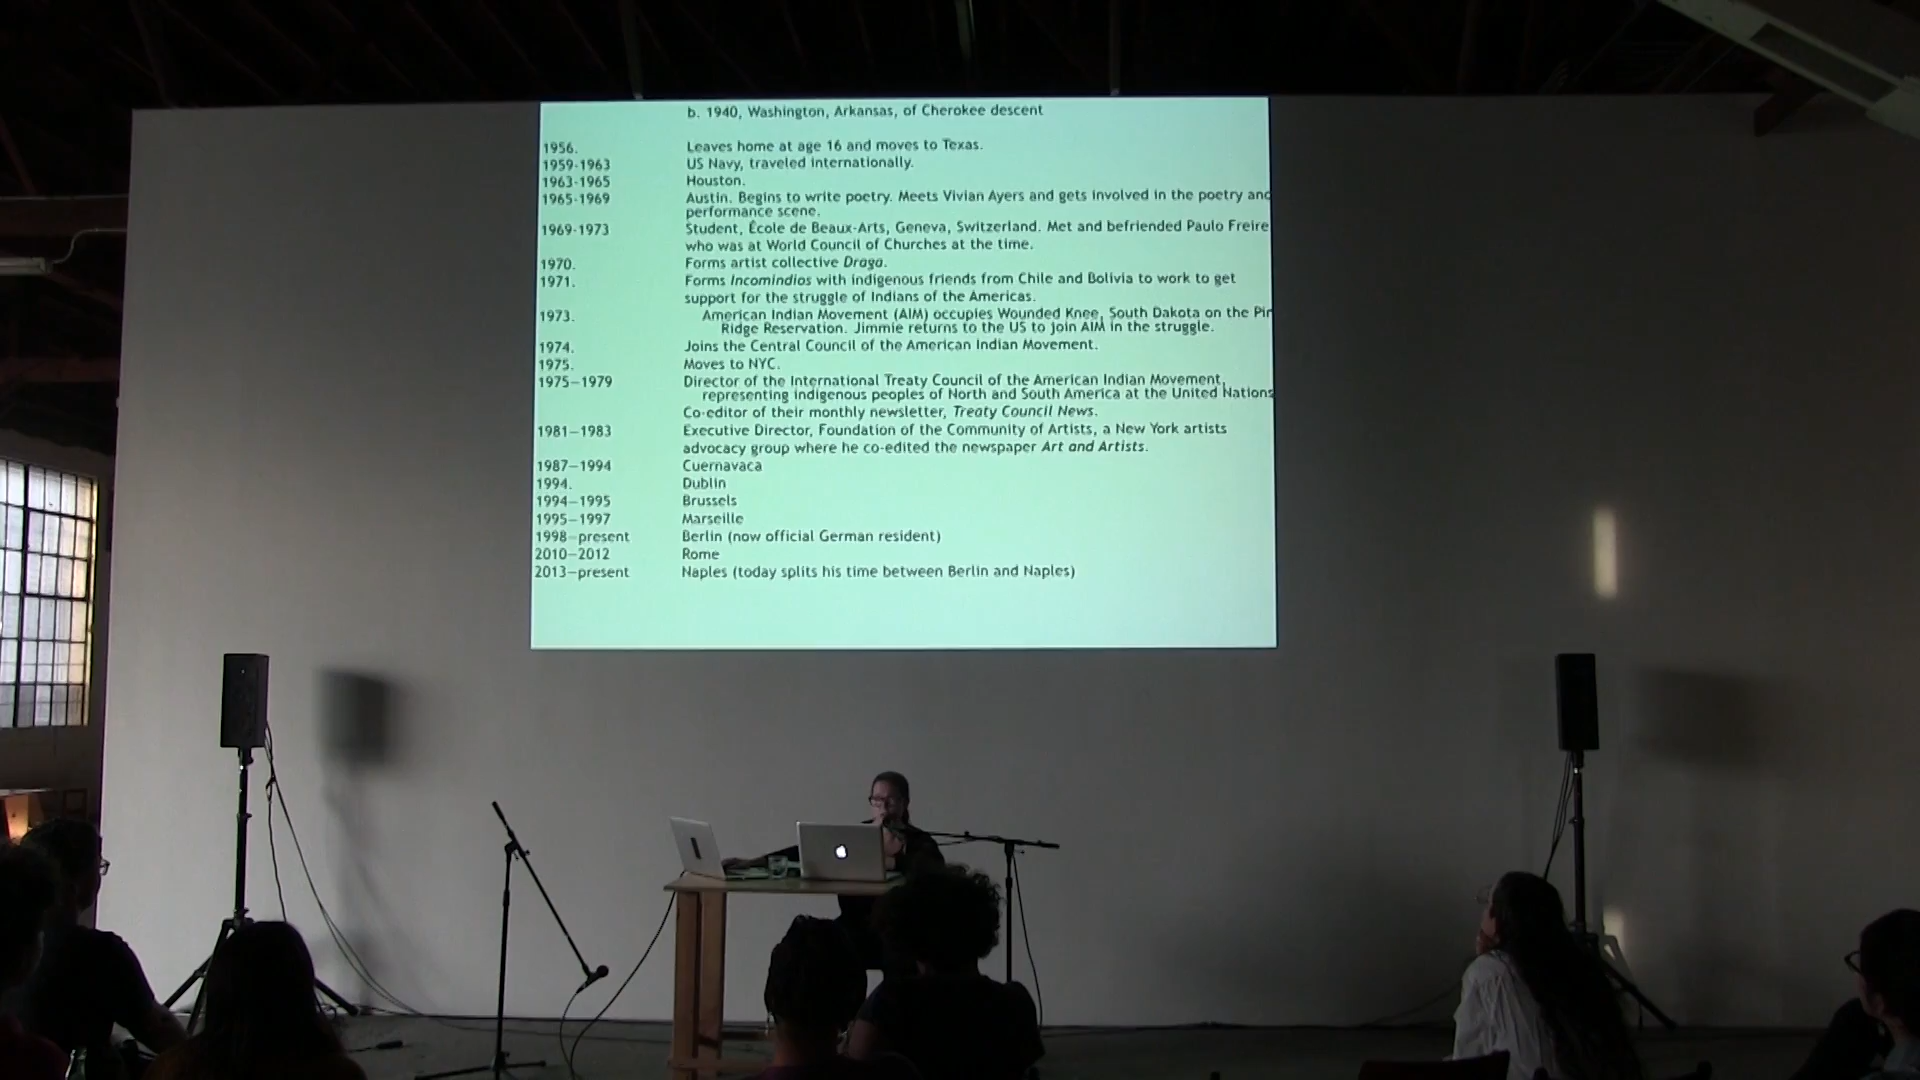 b. 1940, Washington, Arkansas, of Cherokee descent
1956. Leaves home at age 16 and moves to Texas.
1959-1963 US Navy, traveled internationally.
1963-1965 Houston.
1965-1969 Austin. Begins to write poetry. Meets Vivian Ayers and gets involved in the poetry and
performance scene.
1969-1973 Student, École de Beaux-Arts, Geneva, Switzerland. Met and befriended Paulo Freire
who was at World Council of Churches at the time.
1970. Forms artist collective Draga.
1971. Forms Incomindios with indigenous friends from Chile and Bolivia to work to get
support for the struggle of Indians of the Americas.
1973. American Indian Movement (AIM) occupies Wounded Knee, South Dakota on the Pin
Ridge Reservation. Jimmie returns to the US to join AIM in the struggle.
1974. Joins the Central Council of the American Indian Movement.
1975. Moves to NYC.
1975—1979 Director of the International Treaty Council of the American Indian Movement,
representing indigenous peoples of North and South America at the United Nations
Co-editor of their monthly newsletter, Treaty Council News.
1981—1983 Executive Director, Foundation of the Community of Artists, a New York artists
advocacy group where he co-edited the newspaper Art and Artists.
1987—1994 Cuernavaca
1994. Dublin
1994—1995 Brussels
1995—1997 Marseille
1998—present Berlin (now official German resident)
2010—2012 Rome
2013—present Naples (today splits his time between Berlin and Naples)